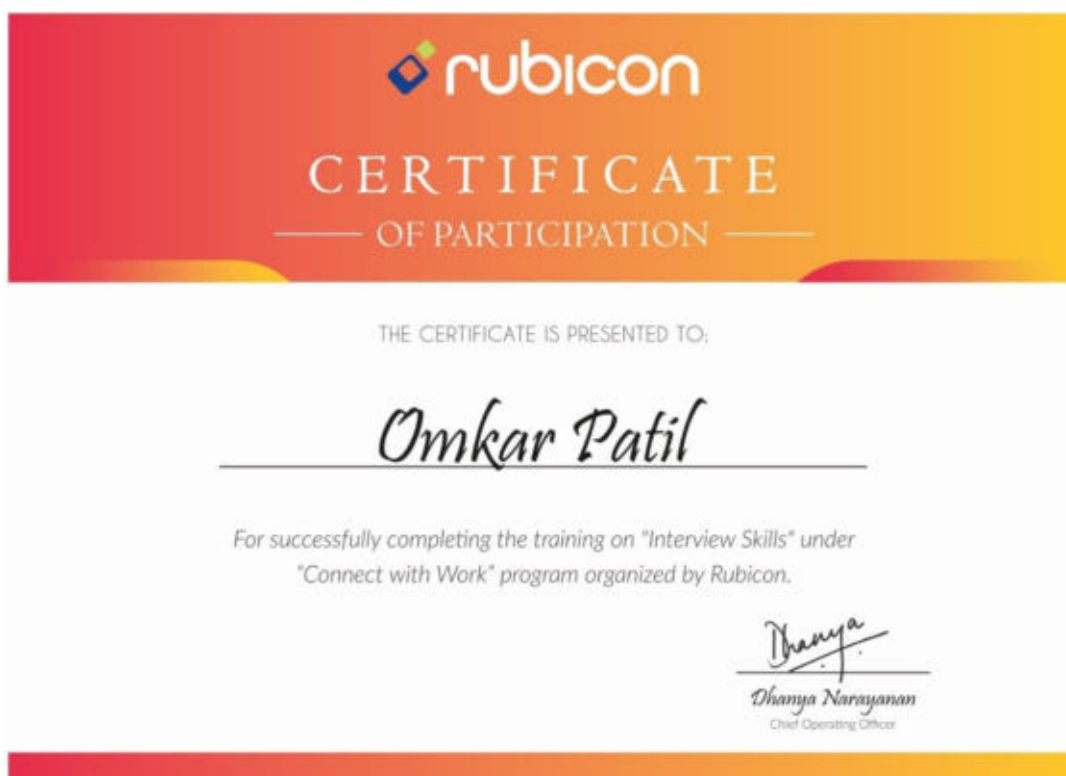 rubicon
CERTIFICATE
OF PARTICIPATION
THE CERTIFICATE IS PRESENTED TO:
Omkar Patil
For successfully completing the training on "Interview Skills" under
"Connect with Work" program organized by Rubicon.
Dhanya
Dhanya Narayanan
Chief Operating Officer